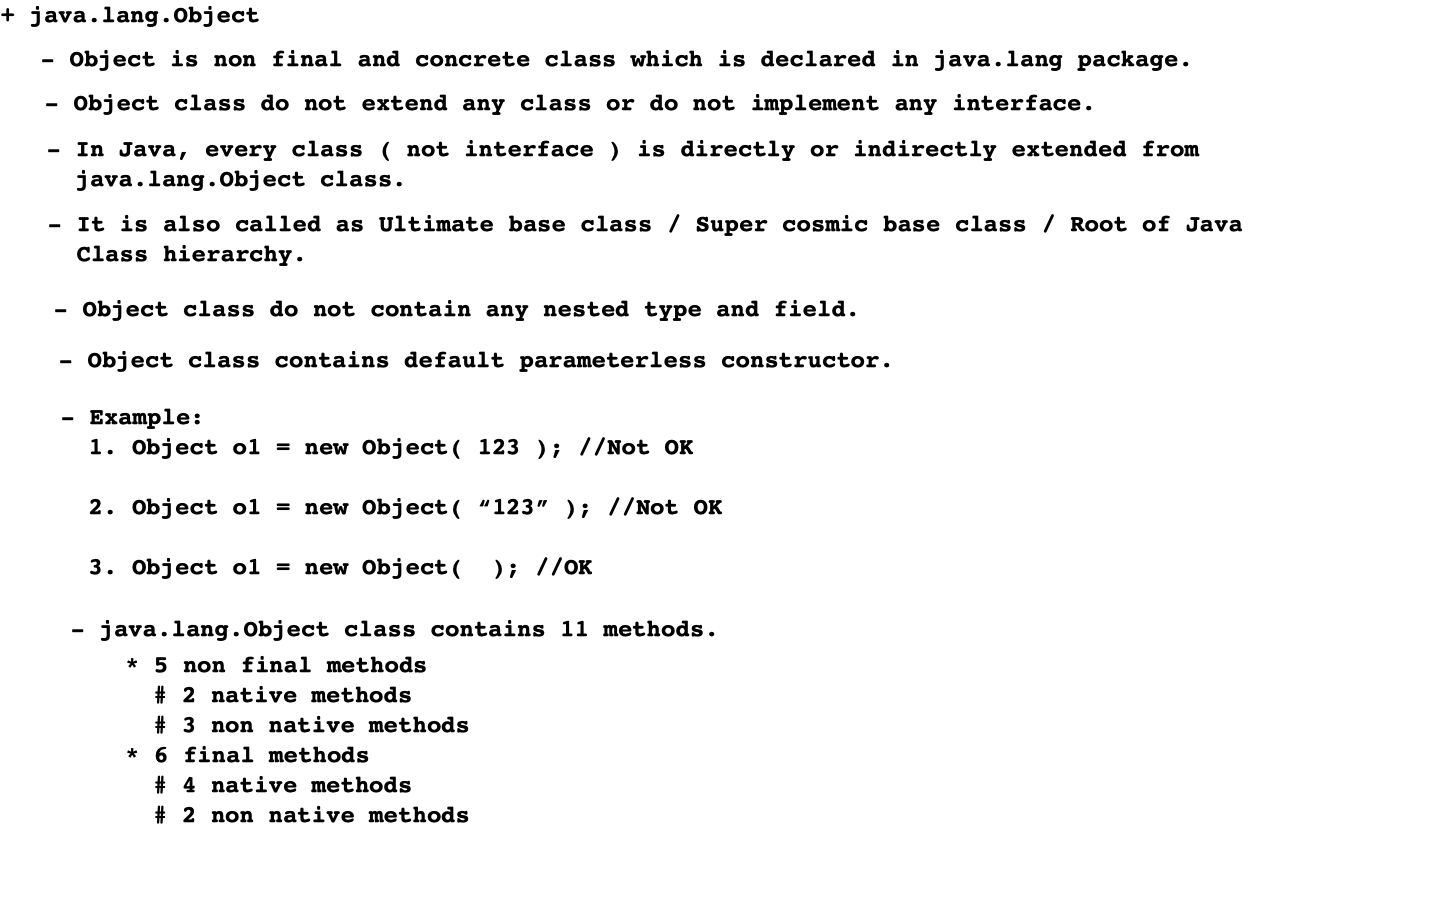 + java.lang.Object
– Object is non final and concrete class which is declared in java.lang package.
– Object class do not extend any class or do not implement any interface.
– In Java, every class ( not interface ) is directly or indirectly extended from
java.lang.Object class.
– It is also called as Ultimate base class / Super cosmic base class / Root of Java
Class hierarchy.
– Object class do not contain any nested type and field.
– Object class contains default parameterless constructor.
– Example:
1. Object o1 = new Object( 123 ); //Not OK
2. Object o1 = new Object( “123” ); //Not OK
3. Object o1 = new Object(  ); //OK
– java.lang.Object class contains 11 methods.
* 5 non final methods
# 2 native methods
# 3 non native methods
* 6 final methods
# 4 native methods
# 2 non native methods